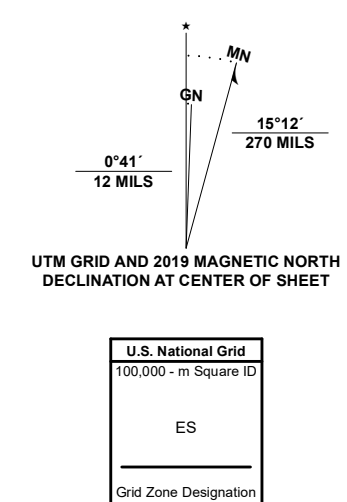 ★
MN
GN
0°41´
12 MILS
15°12´
270 MILS
UTM GRID AND 2019 MAGNETIC NORTH
DECLINATION AT CENTER OF SHEET
U.S. National Grid
100,000 - m Square ID
ES
Grid Zone Designation